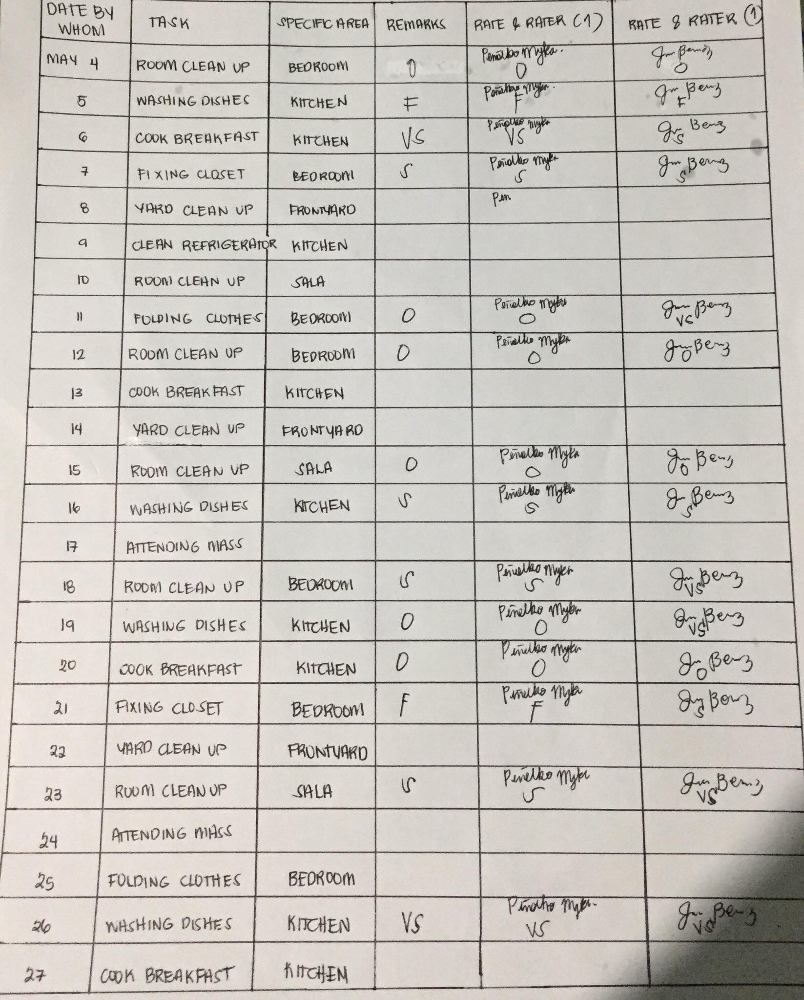 DATE BY WHOM TASK SPECIFIC AREA REMARKS RATE & RATER (1) RATE & RATER (1)
MAY 4 ROOM CLEAN UP BEDROOM O Peñalko Myka. O Jun Benz O
5 WASHING DISHES KITCHEN F Peñalko Myka. F Jun Benz F
6 COOK BREAKFAST KITCHEN VS Peñalko Myka VS Jun Benz S
7 FIXING CLOSET BEDROOM S Peñalko Myka S Jun Benz S
8 YARD CLEAN UP FRONTYARD Pen
9 CLEAN REFRIGERATOR KITCHEN
10 ROOM CLEAN UP SALA
11 FOLDING CLOTHES BEDROOM O Peñalko Myka O Jun Benz VS
12 ROOM CLEAN UP BEDROOM O Peñalko Myka O Jun Benz O
13 COOK BREAKFAST KITCHEN
14 YARD CLEAN UP FRONTYARD
15 ROOM CLEAN UP SALA O Peñalko Myka O Jun Benz O
16 WASHING DISHES KITCHEN S Peñalko Myka S Jun Benz S
17 ATTENDING MASS
18 ROOM CLEAN UP BEDROOM S Peñalko Myka S Jun Benz VS
19 WASHING DISHES KITCHEN O Peñalko Myka O Jun Benz VS
20 COOK BREAKFAST KITCHEN O Peñalko Myka O Jun Benz O
21 FIXING CLOSET BEDROOM F Peñalko Myka F Jun Benz S
22 YARD CLEAN UP FRONTYARD
23 ROOM CLEAN UP SALA S Peñalko Myka S Jun Benz VS
24 ATTENDING MASS
25 FOLDING CLOTHES BEDROOM
26 WASHING DISHES KITCHEN VS Peñalko Myka. VS Jun Benz VS
27 COOK BREAKFAST KITCHEN